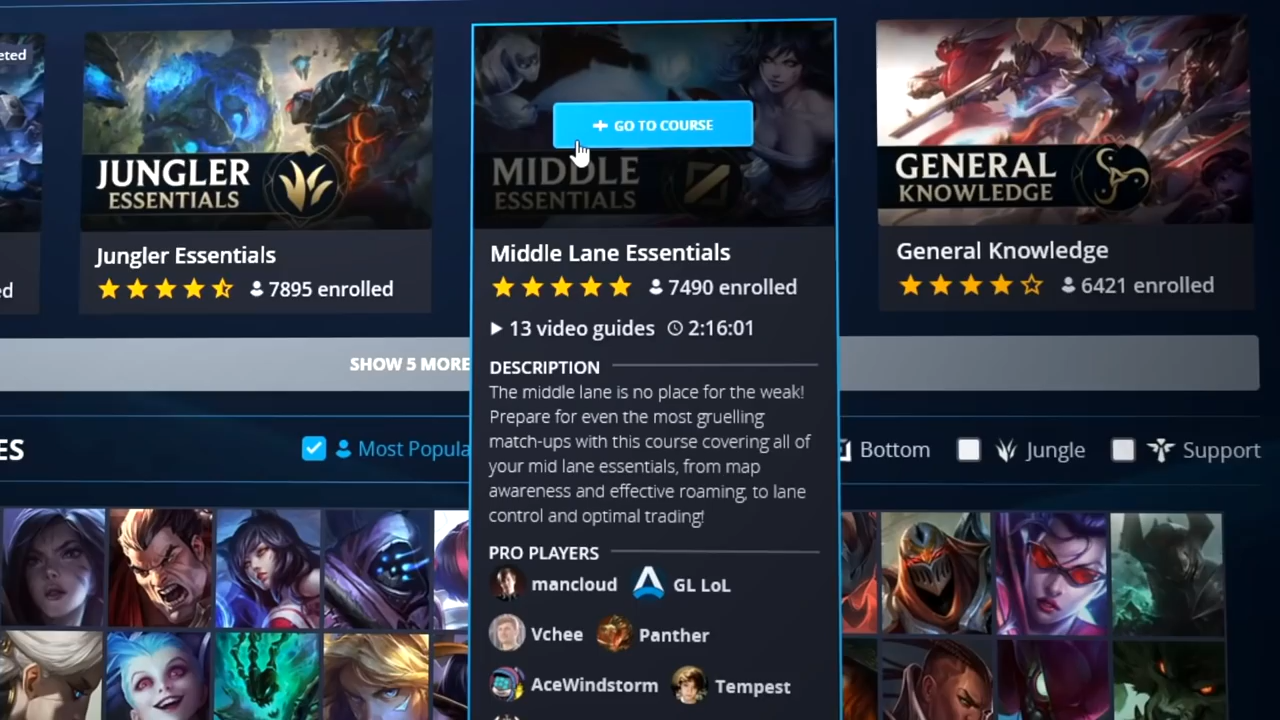 eted
JUNGLER
ESSENTIALS
Jungler Essentials
7895 enrolled
ed
GO TO COURSE
MIDDLE
ESSENTIALS
Middle Lane Essentials
7490 enrolled
13 video guides 2:16:01
DESCRIPTION
The middle lane is no place for the weak!
Prepare for even the most gruelling
match-ups with this course covering all of
your mid lane essentials, from map
awareness and effective roaming, to lane
control and optimal trading!
PRO PLAYERS
mancloud GL LoL
Vchee Panther
AceWindstorm Tempest
GENERAL
KNOWLEDGE
General Knowledge
6421 enrolled
SHOW 5 MORE
ES
Most Popula
Bottom
Jungle
Support